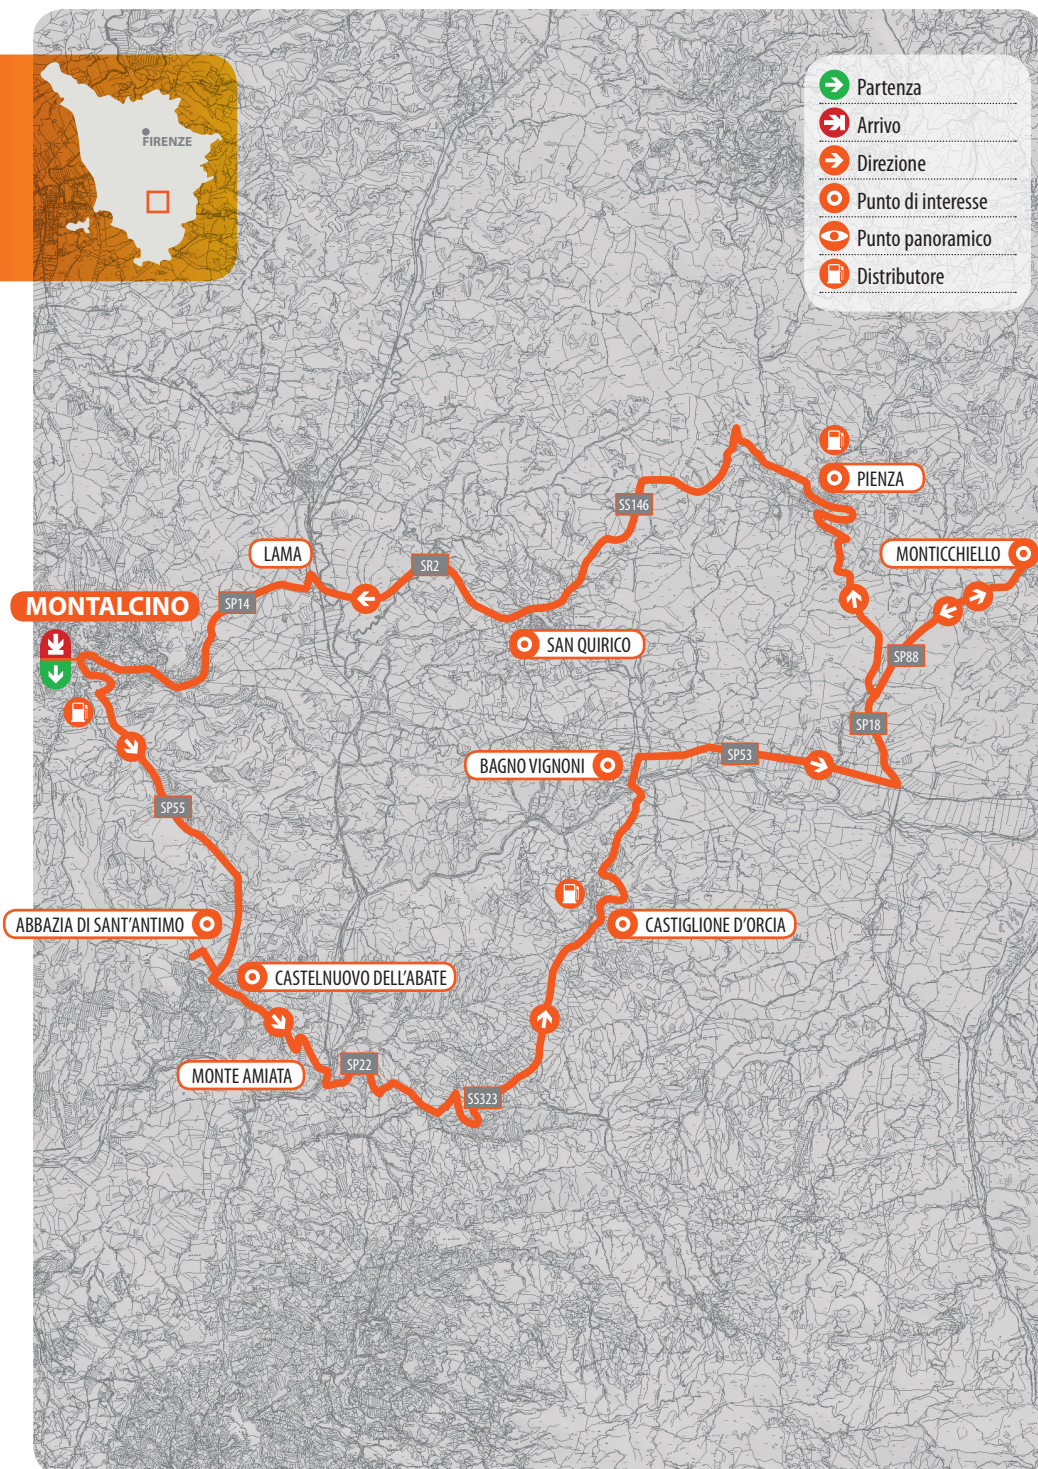 FIRENZE
Partenza
Arrivo
Direzione
Punto di interesse
Punto panoramico
Distributore
PIENZA
SS146
LAMA
MONTICCHIELLO
SR2
SP14
MONTALCINO
SAN QUIRICO
SP88
SP18
BAGNO VIGNONI
SP53
SP55
ABBAZIA DI SANT'ANTIMO
CASTIGLIONE D'ORCIA
CASTELNUOVO DELL'ABATE
MONTE AMIATA
SP22
SS323